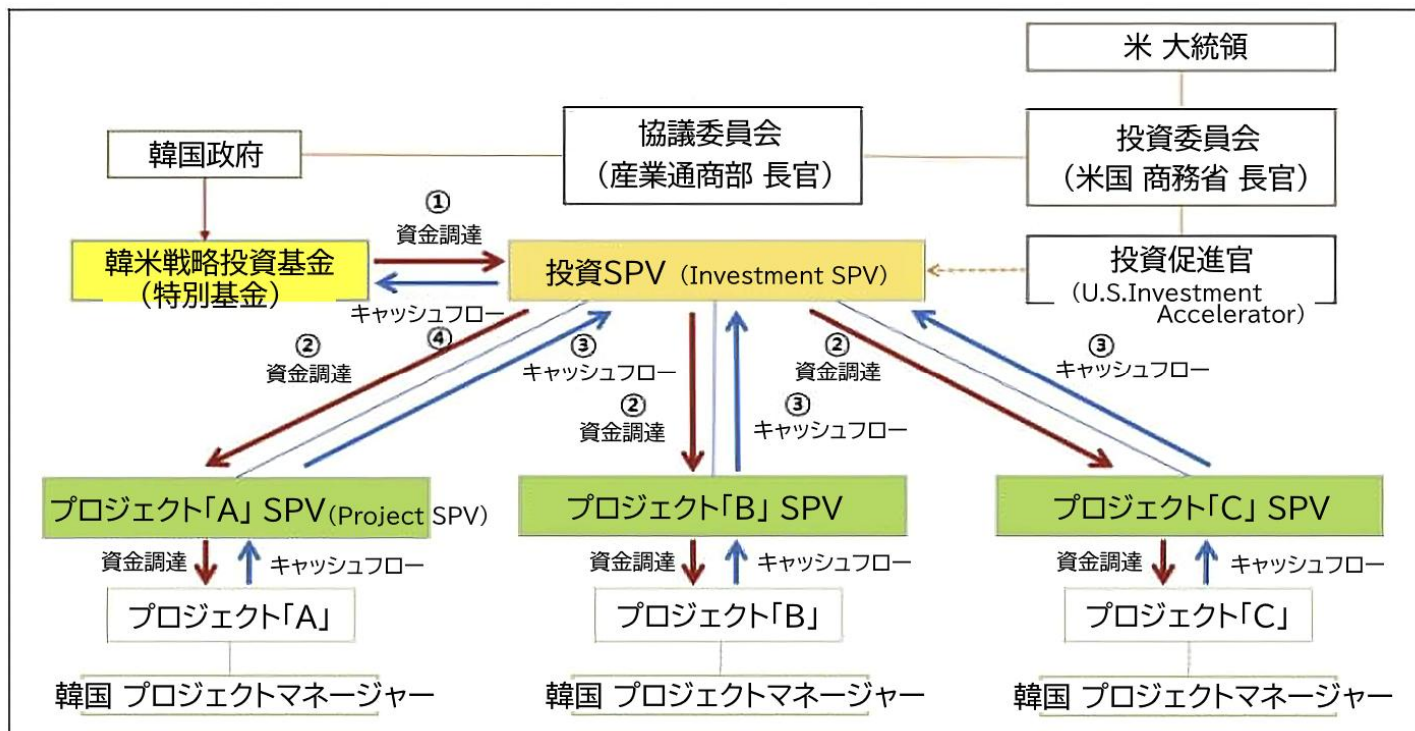 米 大統領
協議委員会
（産業通商部 長官）
投資委員会
（米国 商務省 長官）
韓国政府
①
資金調達
韓米戦略投資基金
（特別基金）
投資SPV （Investment SPV）
投資促進官
（U.S.Investment
Accelerator）
キャッシュフロー
④
②
資金調達
③
キャッシュフロー
②
資金調達
③
キャッシュフロー
②
資金調達
③
キャッシュフロー
プロジェクト「A」 SPV(Project SPV)
プロジェクト「B」 SPV
プロジェクト「C」 SPV
資金調達
キャッシュフロー
資金調達
キャッシュフロー
資金調達
キャッシュフロー
プロジェクト「A」
プロジェクト「B」
プロジェクト「C」
韓国 プロジェクトマネージャー
韓国 プロジェクトマネージャー
韓国 プロジェクトマネージャー